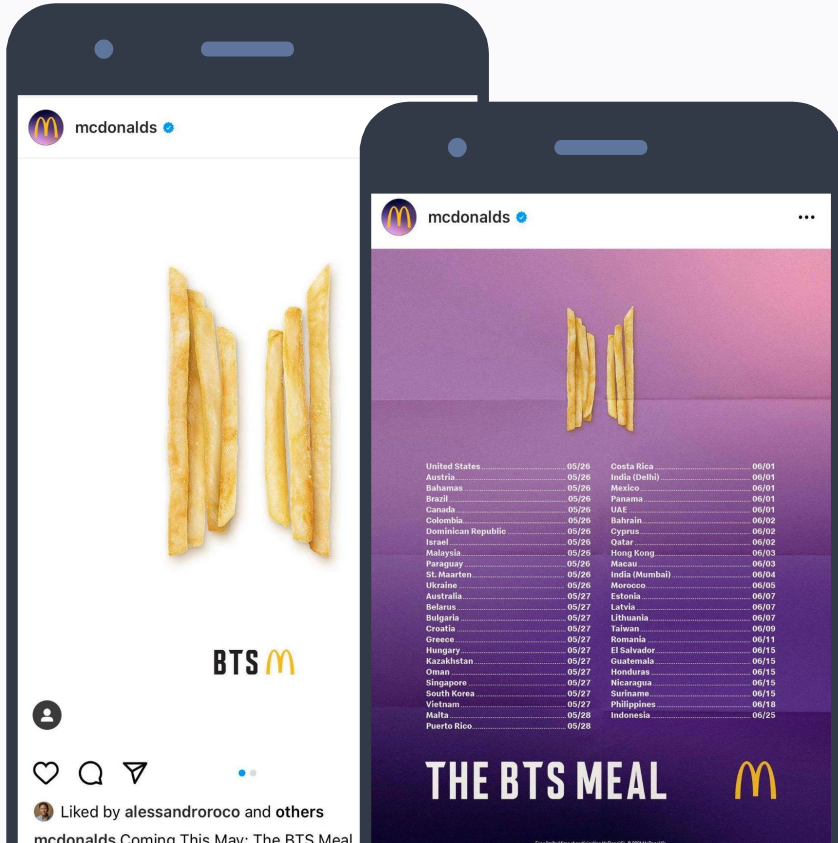 mcdonalds
BTS
Liked by alessandroroco and others
mcdonalds Coming This May: The BTS Meal
mcdonalds
United States 05/26
Austria 05/26
Bahamas 05/26
Brazil 05/26
Canada 05/26
Colombia 05/26
Dominican Republic 05/26
Israel 05/26
Malaysia 05/26
Paraguay 05/26
St. Maarten 05/26
Ukraine 05/26
Australia 05/27
Belarus 05/27
Bulgaria 05/27
Croatia 05/27
Greece 05/27
Hungary 05/27
Kazakhstan 05/27
Oman 05/27
Singapore 05/27
South Korea 05/27
Vietnam 05/27
Malta 05/28
Puerto Rico 05/28
Costa Rica 06/01
India (Delhi) 06/01
Mexico 06/01
Panama 06/01
UAE 06/01
Bahrain 06/02
Cyprus 06/02
Qatar 06/02
Hong Kong 06/03
Macau 06/03
India (Mumbai) 06/04
Morocco 06/05
Estonia 06/07
Latvia 06/07
Lithuania 06/07
Taiwan 06/09
Romania 06/11
El Salvador 06/15
Guatemala 06/15
Honduras 06/15
Nicaragua 06/15
Suriname 06/15
Philippines 06/18
Indonesia 06/25
THE BTS MEAL